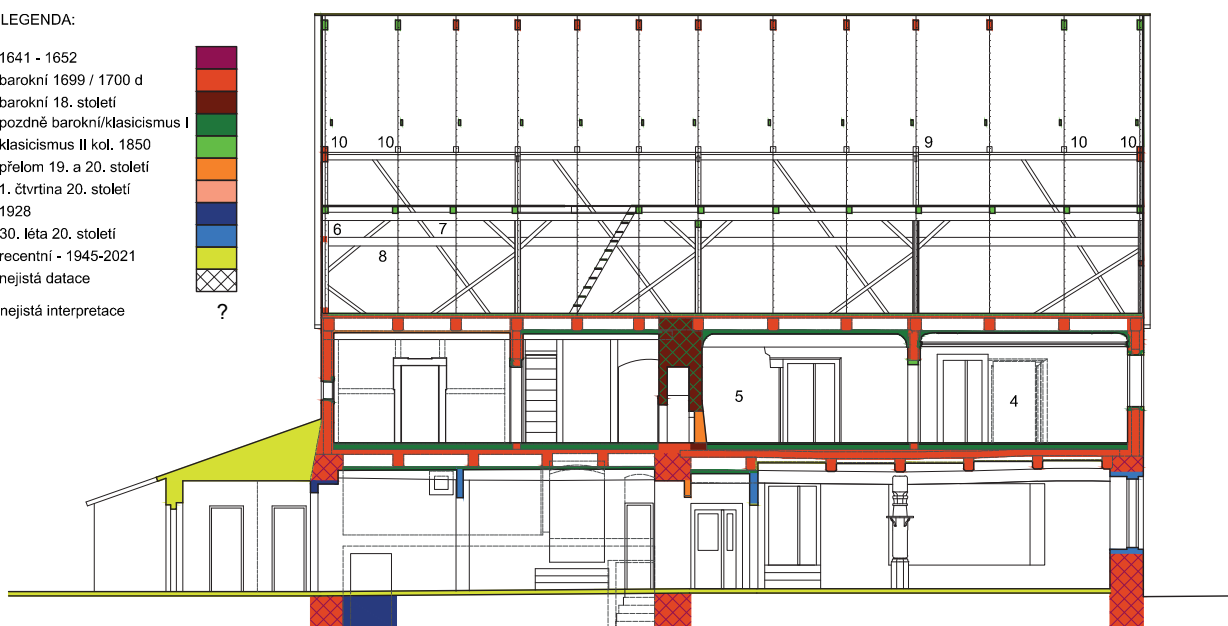 LEGENDA:
1641 - 1652
barokní 1699 / 1700 d
barokní 18. století
pozdně barokní/klasicismus I
klasicismus II kol. 1850
přelom 19. a 20. století
1. čtvrtina 20. století
1928
30. léta 20. století
recentní - 1945-2021
nejistá datace
nejistá interpretace ?
10 10 9 10 10
6 7
8
5 4